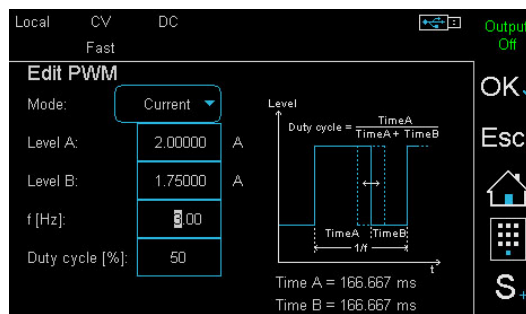 Local CV DC
Fast
Output
Off
Edit PWM
OK
Mode: Current
Level
Duty cycle = TimeA
TimeA + TimeB
Level A: 2.00000 A
Esc
Level B: 1.75000 A
f [Hz]: 3.00
TimeA TimeB
1/f
Duty cycle [%]: 50
t
Time A = 166.667 ms
Time B = 166.667 ms
S+